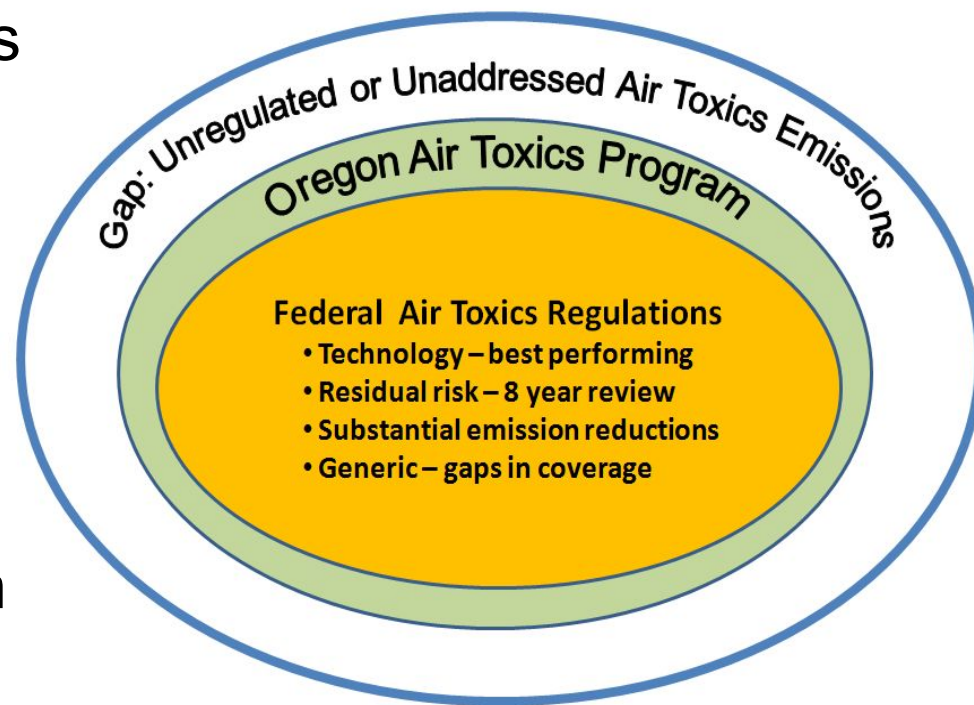 s
Gap: Unregulated or Unaddressed Air Toxics Emissions
Oregon Air Toxics Program
Federal Air Toxics Regulations
• Technology – best performing
• Residual risk – 8 year review
• Substantial emission reductions
• Generic – gaps in coverage